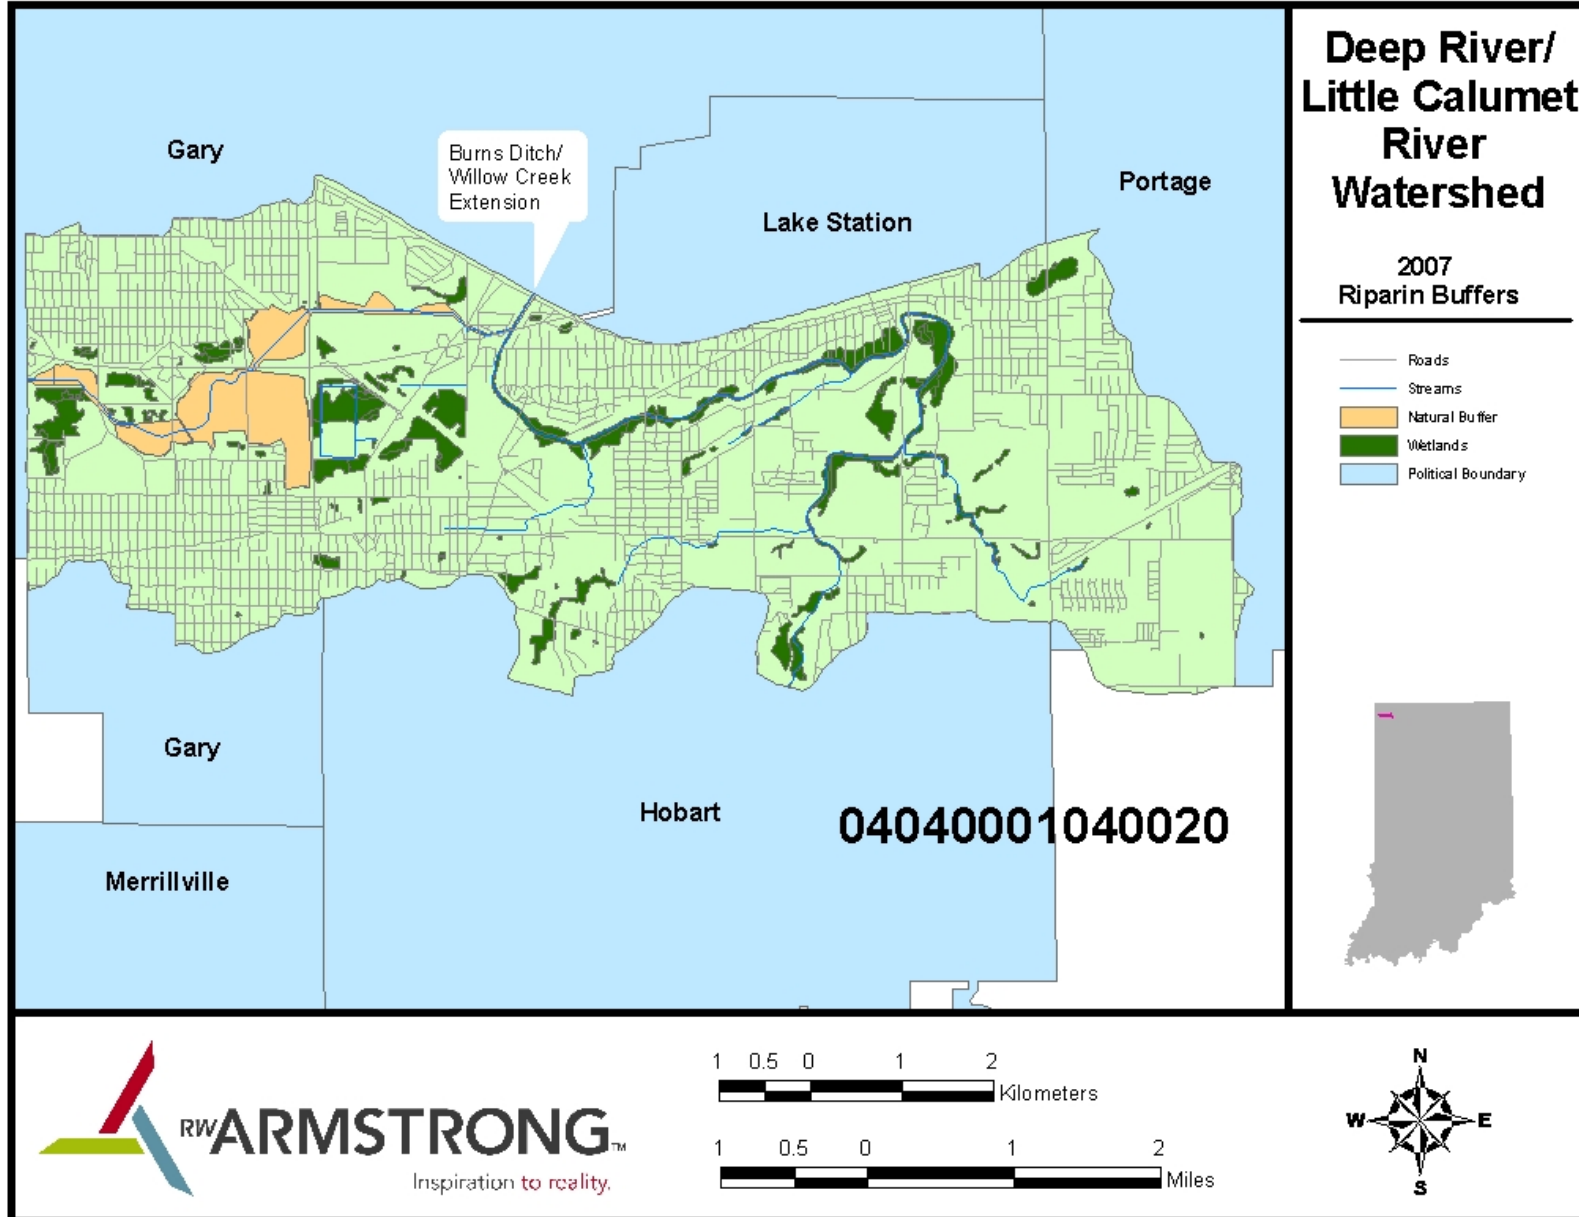 Deep River/
Little Calumet
River
Watershed
2007
Riparin Buffers
Roads
Streams
Natural Buffer
Wetlands
Political Boundary
Gary
Burns Ditch/
Willow Creek
Extension
Lake Station
Portage
Gary
Hobart
04040001040020
Merrillville
RW ARMSTRONG™
Inspiration to reality.
1 0.5 0 1 2
Kilometers
1 0.5 0 1 2
Miles
N
W E
S